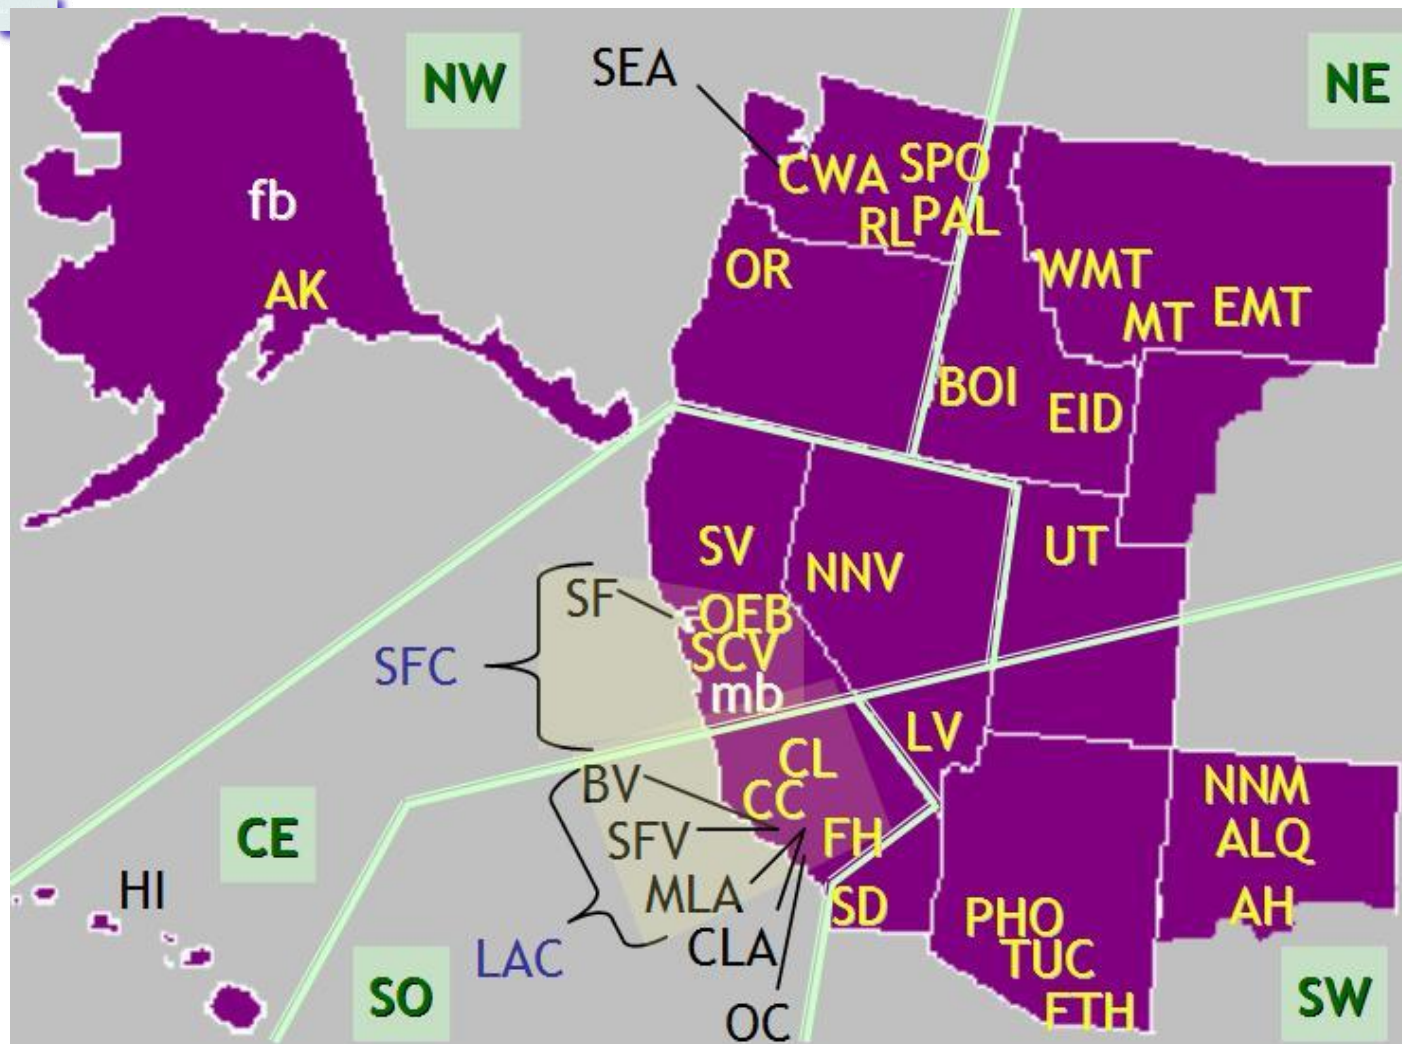 NW
SEA
NE
CWA
SPO
RL
PAL
fb
AK
OR
WMT
MT
EMT
BOI
EID
SV
NNV
UT
SF
OEB
SCV
SFC
mb
LV
CL
BV
CC
NNM
SFV
FH
ALQ
CE
HI
MLA
SD
PHO
AH
CLA
TUC
LAC
SO
SW
FTH
OC